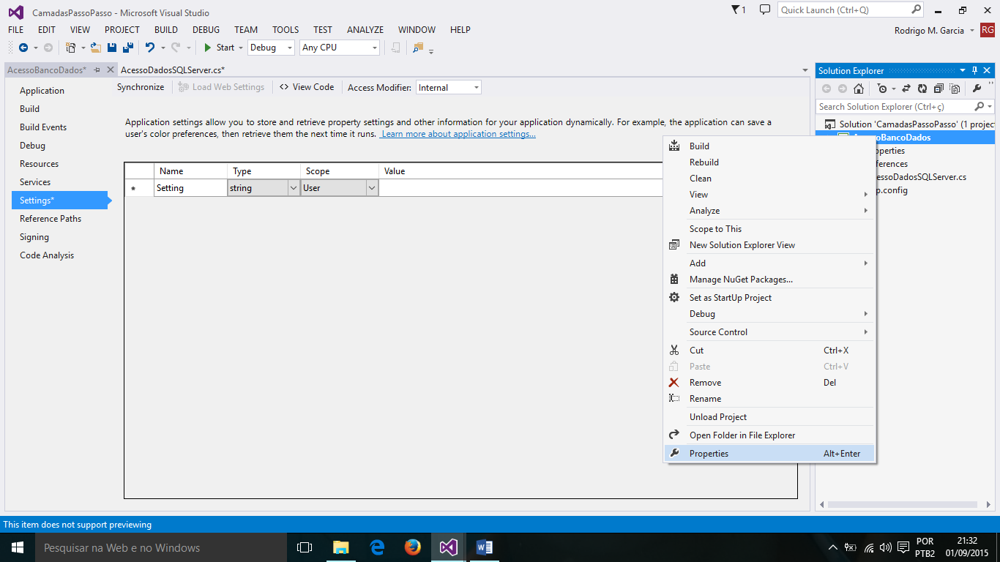 CamadasPassoPasso - Microsoft Visual Studio
1
Quick Launch (Ctrl+Q)
FILE EDIT VIEW PROJECT BUILD DEBUG TEAM TOOLS TEST ANALYZE WINDOW HELP
Rodrigo M. Garcia RG
Start Debug Any CPU
AcessoBancoDados* AcessoDadosSQLServer.cs*
Application
Build
Build Events
Debug
Resources
Services
Settings*
Reference Paths
Signing
Code Analysis
Synchronize Load Web Settings <> View Code Access Modifier: Internal
Application settings allow you to store and retrieve property settings and other information for your application dynamically. For example, the application can save a
user's color preferences, then retrieve them the next time it runs. Learn more about application settings...
Name Type Scope Value
* Setting string User
Build
Rebuild
Clean
View
Analyze
Scope to This
New Solution Explorer View
Add
Manage NuGet Packages...
Set as StartUp Project
Debug
Source Control
Cut Ctrl+X
Paste Ctrl+V
Remove Del
Rename
Unload Project
Open Folder in File Explorer
Properties Alt+Enter
Solution Explorer
Search Solution Explorer (Ctrl+ç)
Solution 'CamadasPassoPasso' (1 projec
oBancoDados
operties
ferences
essoDadosSQLServer.cs
p.config
This item does not support previewing
Pesquisar na Web e no Windows
POR
PTB2
21:32
01/09/2015